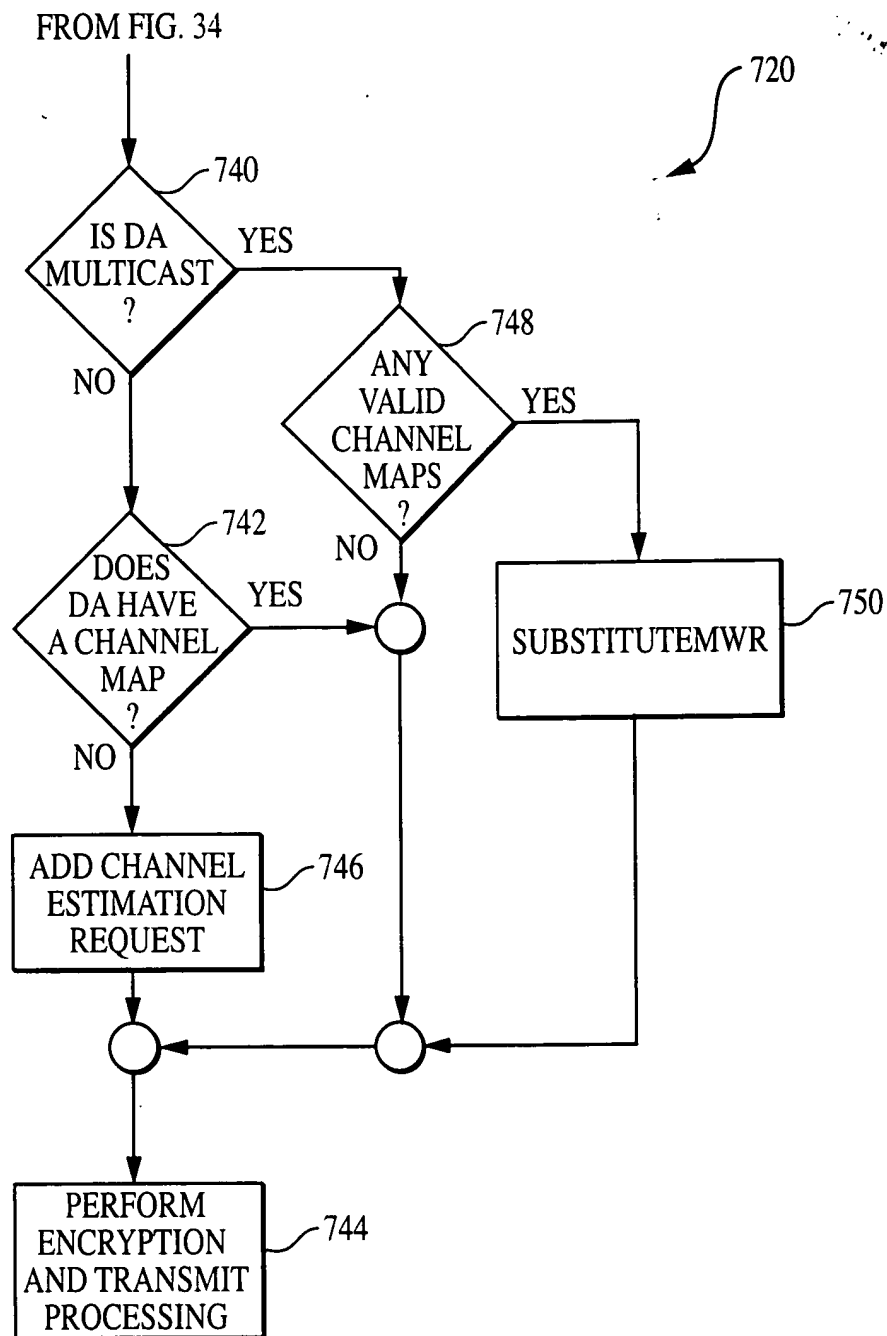 FROM FIG. 34
720
740
IS DA
MULTICAST
?
YES
NO
748
ANY
VALID
CHANNEL
MAPS
?
YES
NO
742
DOES
DA HAVE
A CHANNEL
MAP
?
YES
NO
750
SUBSTITUTEMWR
ADD CHANNEL
ESTIMATION
REQUEST
746
PERFORM
ENCRYPTION
AND TRANSMIT
PROCESSING
744